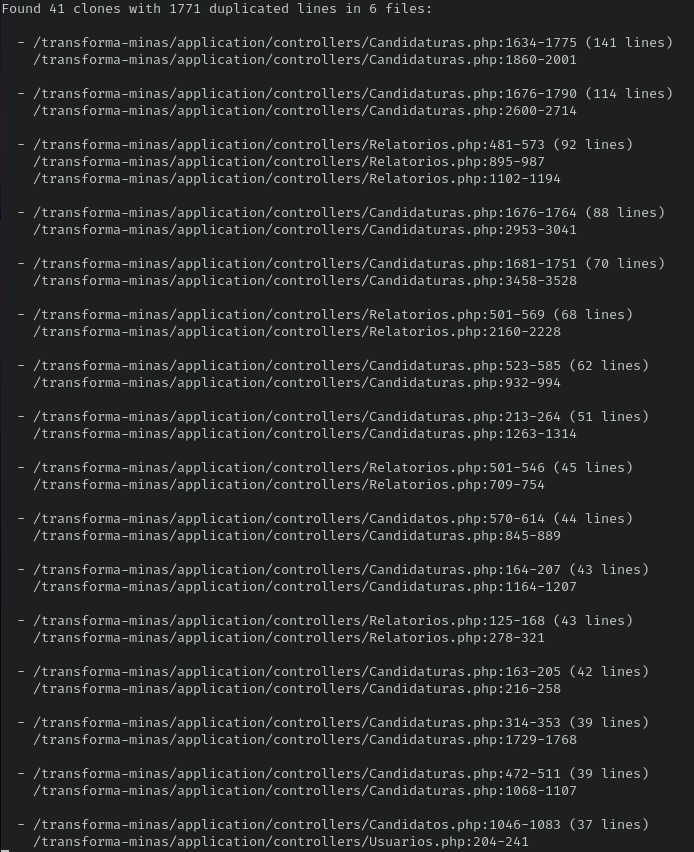 Found 41 clones with 1771 duplicated lines in 6 files:
- /transforma-minas/application/controllers/Candidaturas.php:1634-1775 (141 lines)
/transforma-minas/application/controllers/Candidaturas.php:1860-2001
- /transforma-minas/application/controllers/Candidaturas.php:1676-1790 (114 lines)
/transforma-minas/application/controllers/Candidaturas.php:2600-2714
- /transforma-minas/application/controllers/Relatorios.php:481-573 (92 lines)
/transforma-minas/application/controllers/Relatorios.php:895-987
/transforma-minas/application/controllers/Relatorios.php:1102-1194
- /transforma-minas/application/controllers/Candidaturas.php:1676-1764 (88 lines)
/transforma-minas/application/controllers/Candidaturas.php:2953-3041
- /transforma-minas/application/controllers/Candidaturas.php:1681-1751 (70 lines)
/transforma-minas/application/controllers/Candidaturas.php:3458-3528
- /transforma-minas/application/controllers/Relatorios.php:501-569 (68 lines)
/transforma-minas/application/controllers/Relatorios.php:2160-2228
- /transforma-minas/application/controllers/Candidaturas.php:523-585 (62 lines)
/transforma-minas/application/controllers/Candidaturas.php:932-994
- /transforma-minas/application/controllers/Candidaturas.php:213-264 (51 lines)
/transforma-minas/application/controllers/Candidaturas.php:1263-1314
- /transforma-minas/application/controllers/Relatorios.php:501-546 (45 lines)
/transforma-minas/application/controllers/Relatorios.php:709-754
- /transforma-minas/application/controllers/Candidatos.php:570-614 (44 lines)
/transforma-minas/application/controllers/Candidatos.php:845-889
- /transforma-minas/application/controllers/Candidaturas.php:164-207 (43 lines)
/transforma-minas/application/controllers/Candidaturas.php:1164-1207
- /transforma-minas/application/controllers/Relatorios.php:125-168 (43 lines)
/transforma-minas/application/controllers/Relatorios.php:278-321
- /transforma-minas/application/controllers/Candidaturas.php:163-205 (42 lines)
/transforma-minas/application/controllers/Candidaturas.php:216-258
- /transforma-minas/application/controllers/Candidaturas.php:314-353 (39 lines)
/transforma-minas/application/controllers/Candidaturas.php:1729-1768
- /transforma-minas/application/controllers/Candidaturas.php:472-511 (39 lines)
/transforma-minas/application/controllers/Candidaturas.php:1068-1107
- /transforma-minas/application/controllers/Candidatos.php:1046-1083 (37 lines)
/transforma-minas/application/controllers/Usuarios.php:204-241